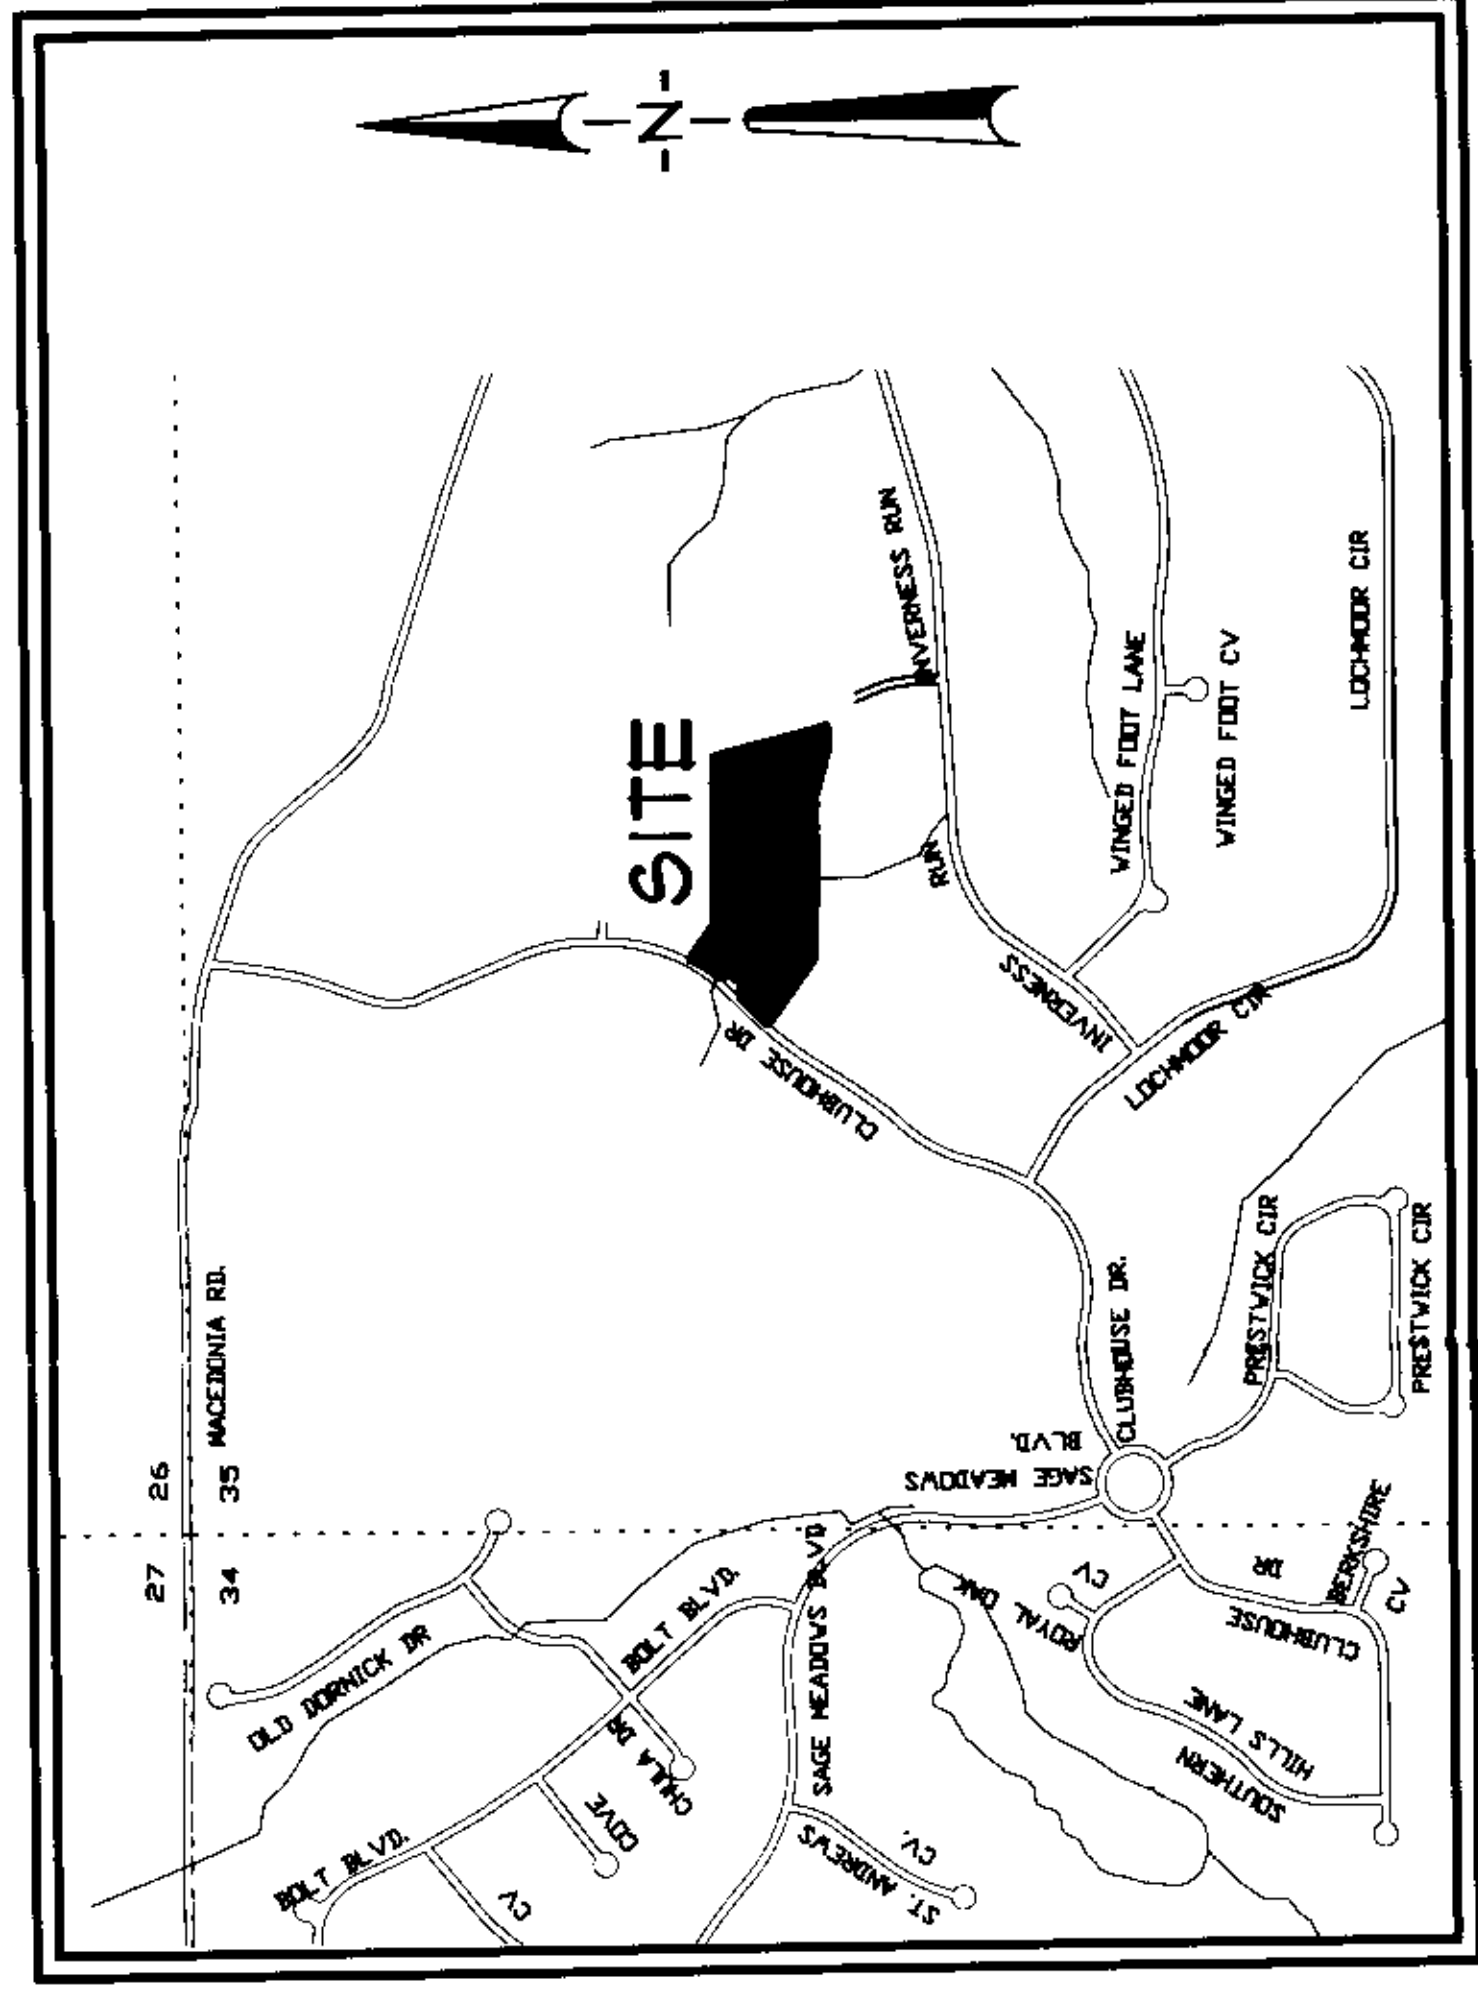 N
SITE
26
27
35
34
MACEDONIA RD.
OLD DORNICK DR
BOLT BLVD.
BOLT BLVD.
CHULA DR
COVE
CV
SAGE MEADOWS BLVD
SAGE MEADOWS
BLVD.
ST. ANDREWS
CV.
CLUBHOUSE DR
CLUBHOUSE DR.
INVERNESS RUN
INVERNESS
RUN
WINGED FOOT LANE
WINGED FOOT CV
LOCHMOOR CIR
LOCHMOOR CIR
PRESTWICK CIR
PRESTWICK CIR
ROYAL OAK
CV
CLUBHOUSE
DR
BERKSHIRE
CV
SOUTHERN
HILLS LANE